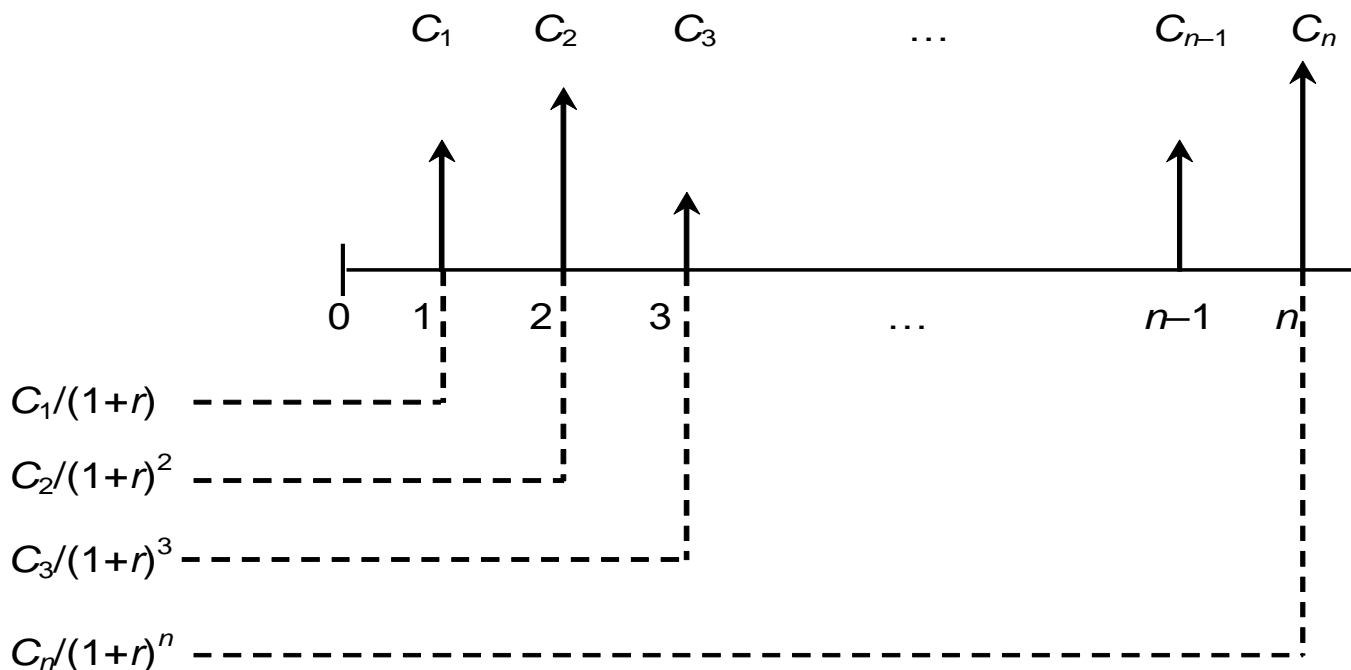 C₁ C₂ C₃ … Cₙ₋₁ Cₙ
0 1 2 3 … n–1 n
C₁/(1+r)
C₂/(1+r)²
C₃/(1+r)³
Cₙ/(1+r)ⁿ